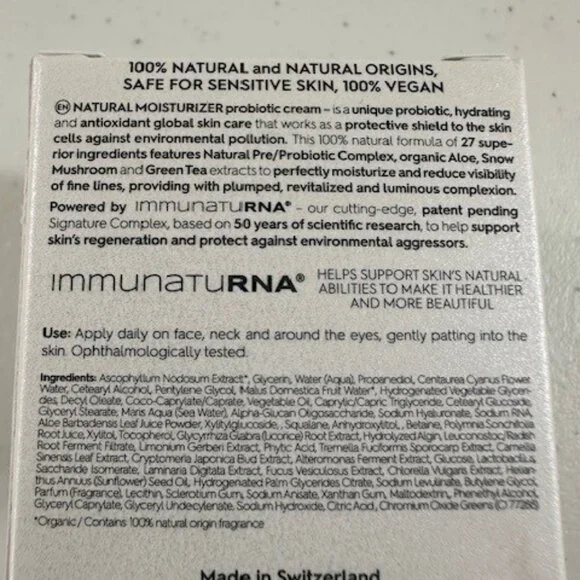 100% NATURAL and NATURAL ORIGINS,
SAFE FOR SENSITIVE SKIN, 100% VEGAN
EN NATURAL MOISTURIZER probiotic cream – is a unique probiotic, hydrating
and antioxidant global skin care that works as a protective shield to the skin
cells against environmental pollution. This 100% natural formula of 27 supe-
rior ingredients features Natural Pre/Probiotic Complex, organic Aloe, Snow
Mushroom and Green Tea extracts to perfectly moisturize and reduce visibility
of fine lines, providing with plumped, revitalized and luminous complexion.
Powered by ImmunaTURNA® - our cutting-edge, patent pending
Signature Complex, based on 50 years of scientific research, to help support
skin's regeneration and protect against environmental aggressors.
ImmunaTURNA® HELPS SUPPORT SKIN'S NATURAL
ABILITIES TO MAKE IT HEALTHIER
AND MORE BEAUTIFUL
Use: Apply daily on face, neck and around the eyes, gently patting into the
skin. Ophthalmologically tested.
Ingredients: Ascophyllum Nodosum Extract*, Glycerin, Water (Aqua), Propanediol, Centaurea Cyanus Flower
Water, Cetearyl Alcohol, Pentylene Glycol, Malus Domestica Fruit Water*, Hydrogenated Vegetable Glyceri-
des, Decyl Oleate, Coco-Caprylate/Caprate, Vegetable Oil, Caprylic/Capric Triglyceride, Cetearyl Glucoside,
Glyceryl Stearate, Maris Aqua (Sea Water), Alpha-Glucan Oligosaccharide, Sodium Hyaluronate, Sodium RNA,
Aloe Barbadensis Leaf Juice Powder, Xylitylglucoside, , Squalane, Anhydroxylitol, , Betaine, Polymnia Sonchifolia
Root Juice, Xylitol, Tocopherol, Glycyrrhiza Glabra (Licorice) Root Extract, Hydrolyzed Algin, Leuconostoc/Radish
Root Ferment Filtrate, Limonium Gerberi Extract, Phytic Acid, Tremella Fuciformis Sporocarp Extract, Camellia
Sinensis Leaf Extract, Cryptomeria Japonica Bud Extract, Alteromonas Ferment Extract, Glucose, Lactobacillus,
Saccharide Isomerate, Laminaria Digitata Extract, Fucus Vesiculosus Extract, Chlorella Vulgaris Extract, Helian-
thus Annuus (Sunflower) Seed Oil, Hydrogenated Palm Glycerides Citrate, Sodium Levulinate, Butylene Glycol,
Parfum (Fragrance), Lecithin, Sclerotium Gum, Sodium Anisate, Xanthan Gum, Maltodextrin, Phenethyl Alcohol,
Glyceryl Caprylate, Glyceryl Undecylenate, Sodium Hydroxide, Citric Acid, Chromium Oxide Greens (CI 77288)
*Organic / Contains 100% natural origin fragrance
Made in Switzerland